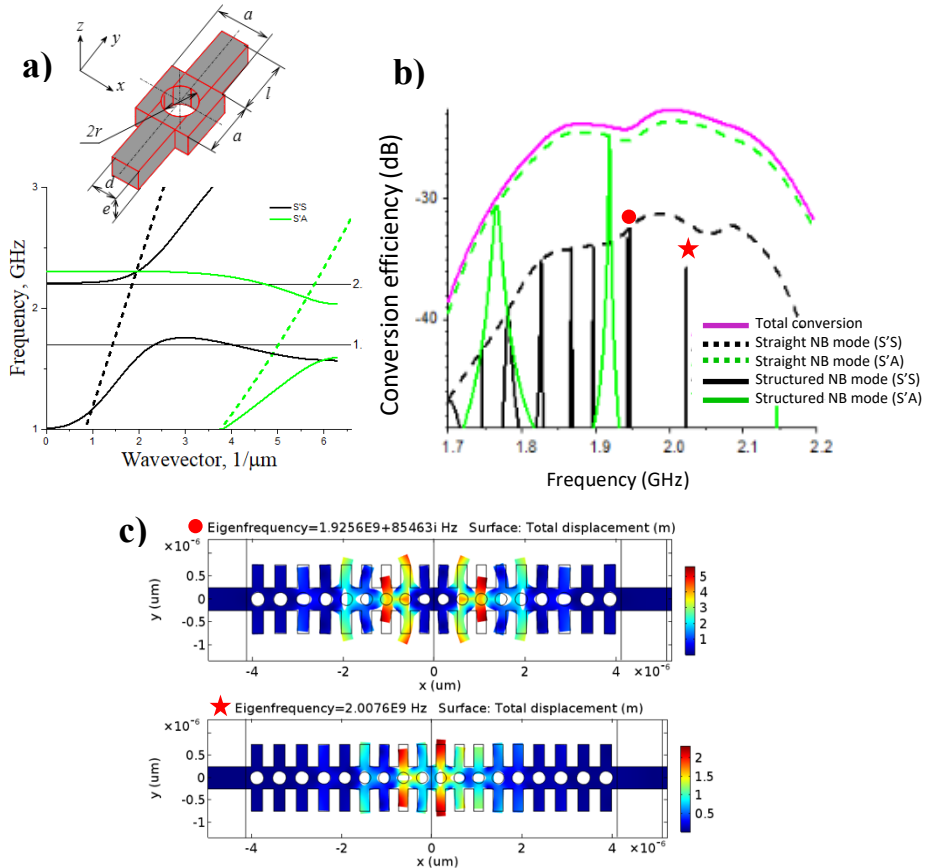 a)
z
y
x
a
l
2r
a
d
e
3
2
1
Frequency, GHz
S'S
S'A
2.
1.
0
1
2
3
4
5
6
Wavevector, 1/µm
b)
Conversion efficiency (dB)
-30
-40
Total conversion
Straight NB mode (S'S)
Straight NB mode (S'A)
Structured NB mode (S'S)
Structured NB mode (S'A)
1.7
1.8
1.9
2.0
2.1
2.2
Frequency (GHz)
c)
Eigenfrequency=1.9256E9+85463i Hz Surface: Total displacement (m)
×10⁻⁶
1
0.5
0
-0.5
-1
y (um)
-4
-2
0
2
4
×10⁻⁶
x (um)
5
4
3
2
1
Eigenfrequency=2.0076E9 Hz Surface: Total displacement (m)
×10⁻⁶
1
0.5
0
-0.5
-1
y (um)
-4
-2
0
2
4
×10⁻⁶
x (um)
2
1.5
1
0.5